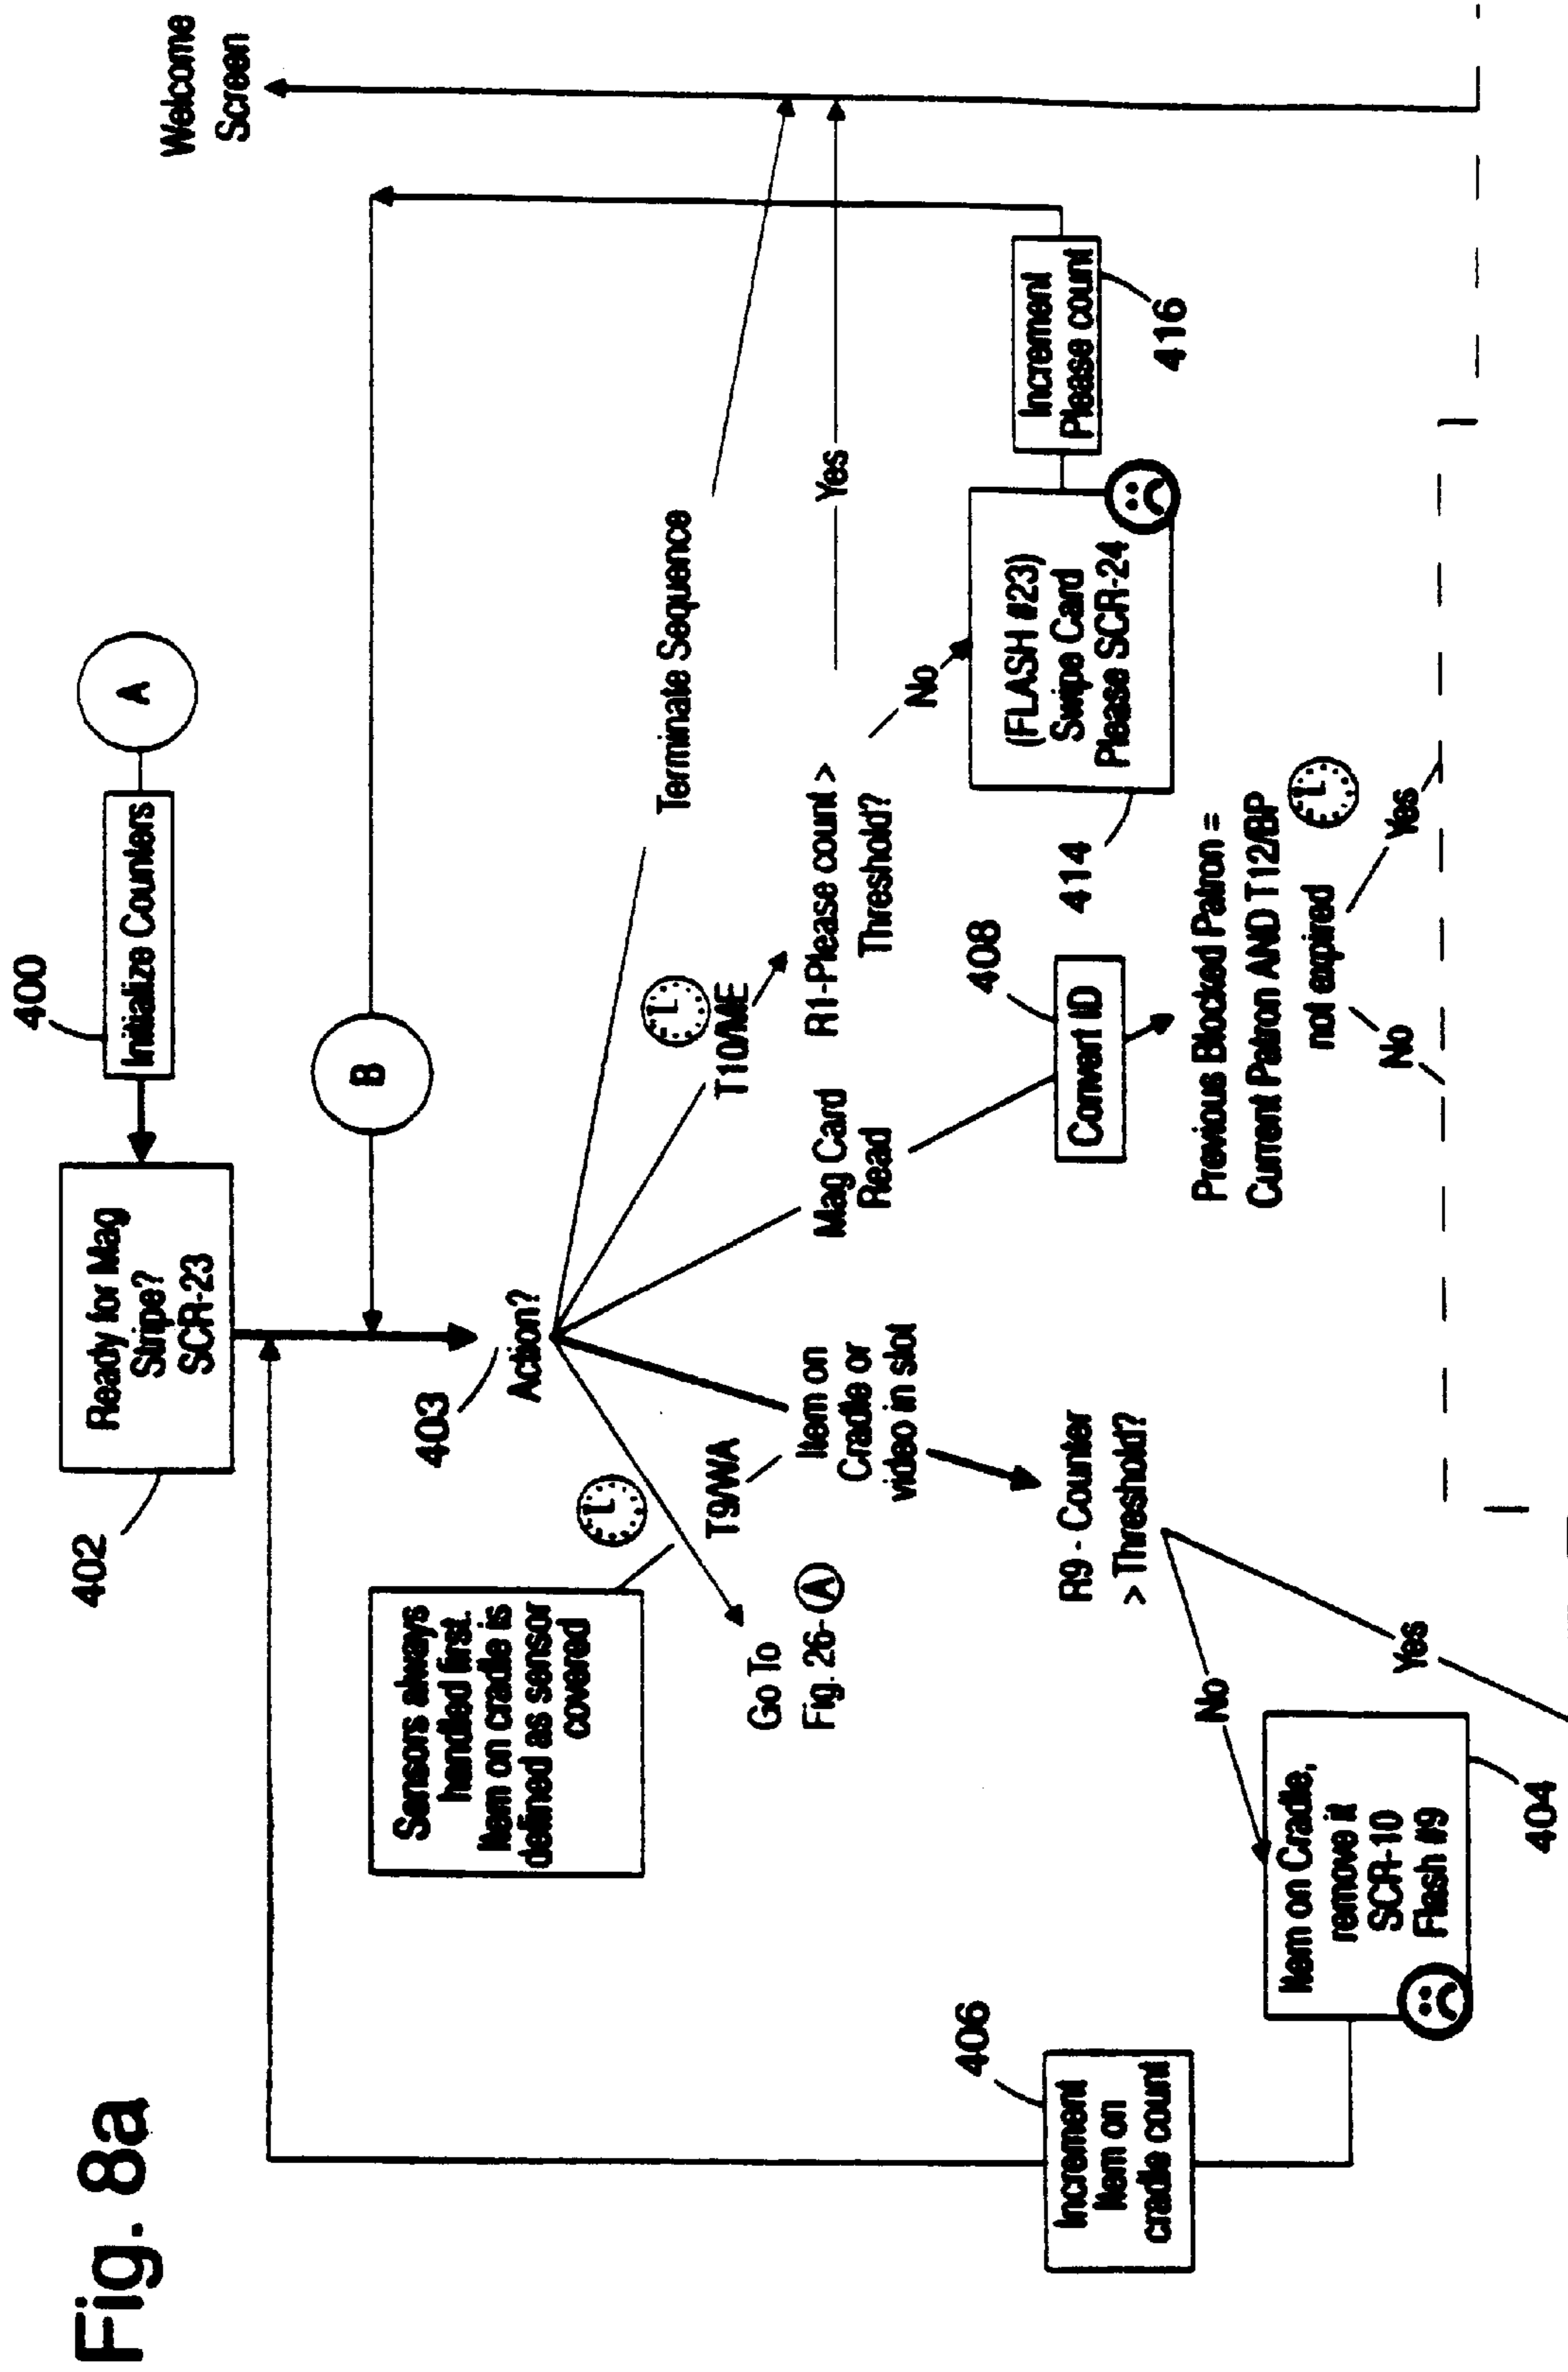 Fig. 8a
400
A
Initialize Counters
402
Ready for Mag
Stripe?
SCR-23
Welcome
Screen
B
403
Action?
Sensors always
handled first.
Item on cradle is
defined as sensor
covered
Go To
Fig. 26-A
T9/WA
Item on
Cradle or
video in slot
Mag Card
Read
T10/ME
R1-Please count >
Threshold?
Terminate Sequence
Yes
No
(FLASH #23)
Swipe Card
Please SCR-24
414
Increment
Please count
416
408
Convert ID
Previous Blocked Patron =
Current Patron AND T12/BP
not expired
No
Yes
R9 - Counter
> Threshold?
No
Yes
Item on Cradle,
remove it
SCR-10
Flash #9
404
406
Increment
Item on
cradle count